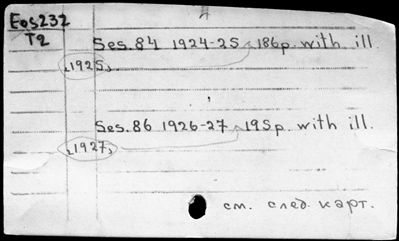 Eos232
T2
Ses. 84 1924-25 186p. with ill.
1925
Ses. 86 1926-27 195p. with ill.
1927
см. след. карт.